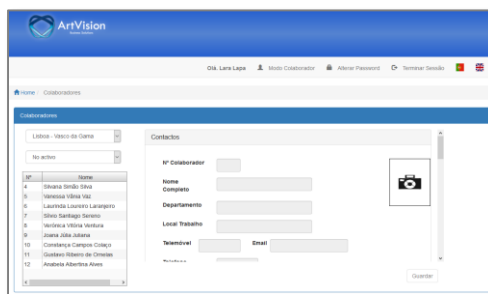 ArtVision
Olá, Lara Lapa Modo Colaborador Alterar Password Terminar Sessão
Home / Colaboradores
Colaboradores
Lisboa - Vasco da Gama
No activo
Nº Nome
4 Silvana Simão Silva
5 Vanessa Vânia Vaz
6 Laurinda Loureiro Laranjeiro
7 Sílvio Santiago Sereno
8 Verónica Vitória Ventura
9 Joana Júlia Juliana
10 Constança Campos Colaço
11 Gustavo Ribeiro de Ornelas
12 Anabela Albertina Alves
Contactos
Nº Colaborador
Nome
Completo
Departamento
Local Trabalho
Telemóvel Email
Guardar